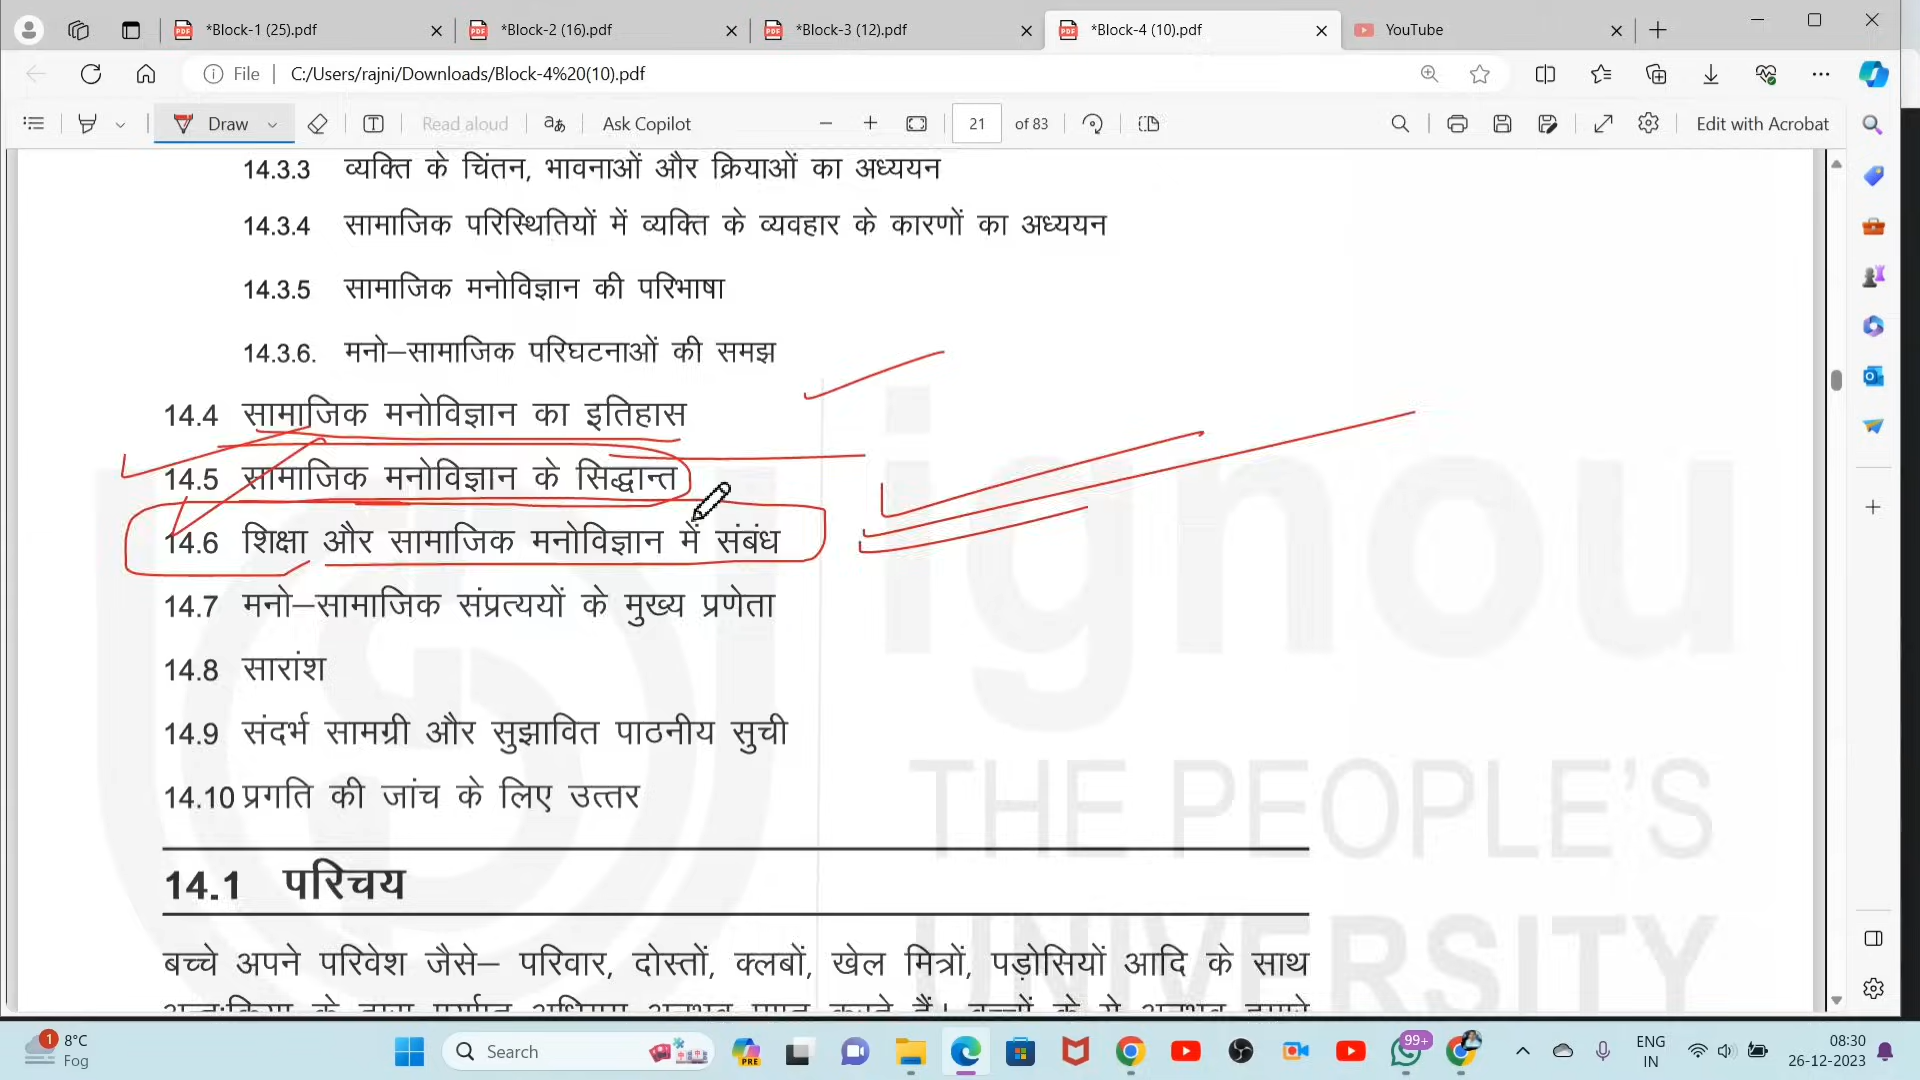 *Block-1 (25).pdf
*Block-2 (16).pdf
*Block-3 (12).pdf
*Block-4 (10).pdf
YouTube
File
C:/Users/rajni/Downloads/Block-4%20(10).pdf
Draw
Read aloud
aあ
Ask Copilot
21
of 83
Edit with Acrobat
14.3.3 व्यक्ति के चिंतन, भावनाओं और क्रियाओं का अध्ययन
14.3.4 सामाजिक परिस्थितियों में व्यक्ति के व्यवहार के कारणों का अध्ययन
14.3.5 सामाजिक मनोविज्ञान की परिभाषा
14.3.6. मनो–सामाजिक परिघटनाओं की समझ
14.4 सामाजिक मनोविज्ञान का इतिहास
14.5 सामाजिक मनोविज्ञान के सिद्धान्त
14.6 शिक्षा और सामाजिक मनोविज्ञान में संबंध
14.7 मनो–सामाजिक संप्रत्ययों के मुख्य प्रणेता
14.8 सारांश
14.9 संदर्भ सामग्री और सुझावित पाठनीय सुची
14.10 प्रगति की जांच के लिए उत्तर
ignou
THE PEOPLE'S
UNIVERSITY
14.1 परिचय
बच्चे अपने परिवेश जैसे– परिवार, दोस्तों, क्लबों, खेल मित्रों, पड़ोसियों आदि के साथ
1
8°C
Fog
Search
PRE
99+
ENG
IN
08:30
26-12-2023